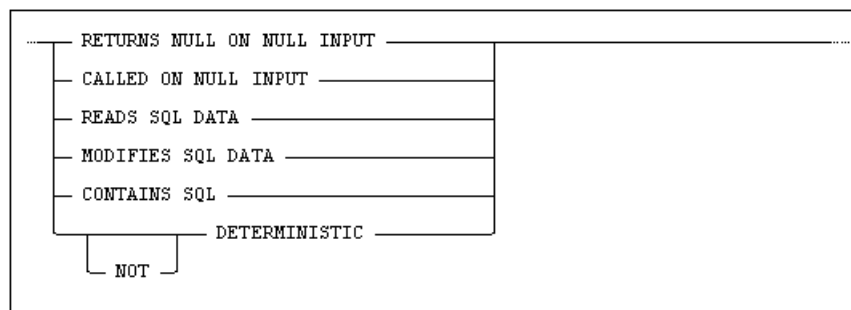 RETURNS NULL ON NULL INPUT
CALLED ON NULL INPUT
READS SQL DATA
MODIFIES SQL DATA
CONTAINS SQL
DETERMINISTIC
NOT